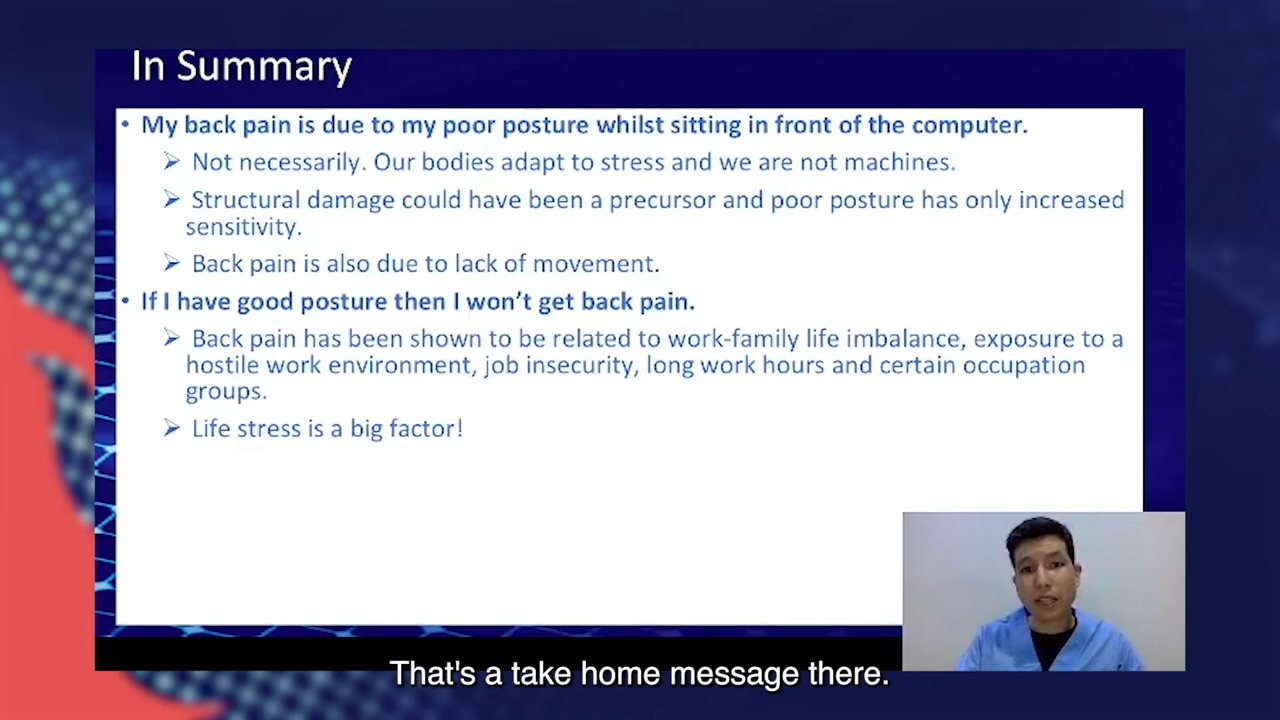 In Summary
• My back pain is due to my poor posture whilst sitting in front of the computer.
➢ Not necessarily. Our bodies adapt to stress and we are not machines.
➢ Structural damage could have been a precursor and poor posture has only increased
sensitivity.
➢ Back pain is also due to lack of movement.
• If I have good posture then I won’t get back pain.
➢ Back pain has been shown to be related to work-family life imbalance, exposure to a
hostile work environment, job insecurity, long work hours and certain occupation
groups.
➢ Life stress is a big factor!
That's a take home message there.